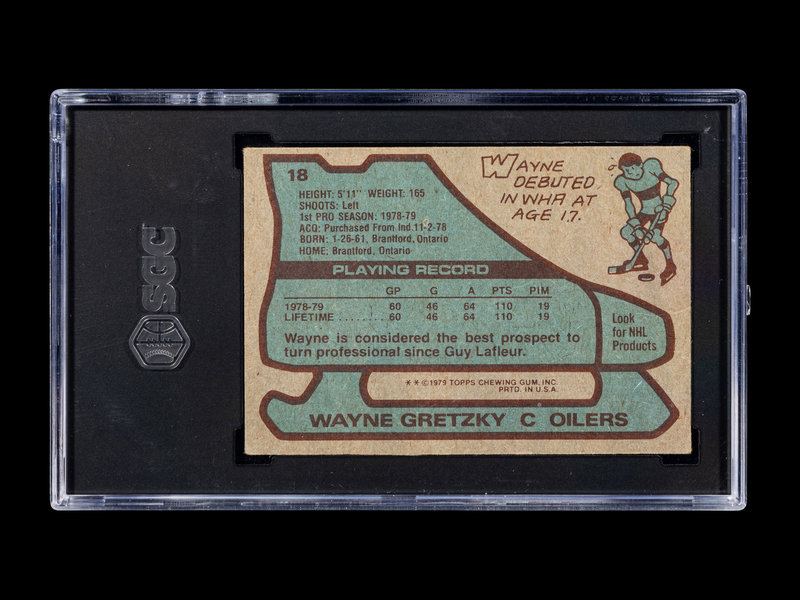 SGC
18
HEIGHT: 5'11" WEIGHT: 165
SHOOTS: Left
1st PRO SEASON: 1978-79
ACQ: Purchased From Ind.11-2-78
BORN: 1-26-61, Brantford, Ontario
HOME: Brantford, Ontario
WAYNE
DEBUTED
IN WHA AT
AGE 17.
PLAYING RECORD
GP G A PTS PIM
1978-79 60 46 64 110 19
LIFETIME ........ 60 46 64 110 19
Wayne is considered the best prospect to
turn professional since Guy Lafleur.
Look
for NHL
Products
* * © 1979 TOPPS CHEWING GUM, INC.
PRTD. IN U.S.A.
WAYNE GRETZKY C OILERS